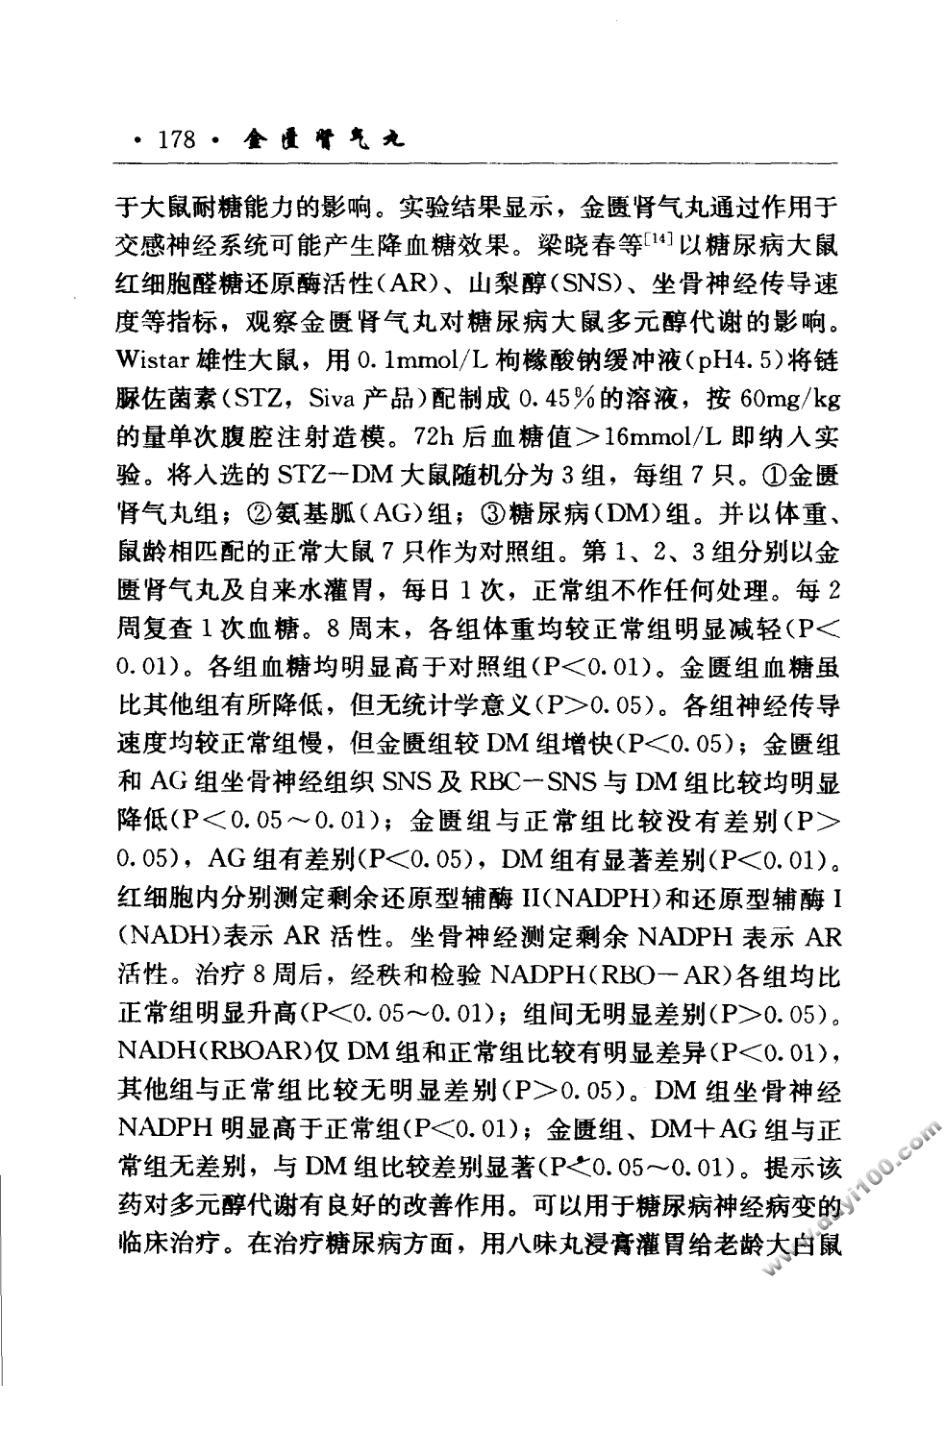 ·178· 金匮肾气丸
于大鼠耐糖能力的影响。实验结果显示，金匮肾气丸通过作用于
交感神经系统可能产生降血糖效果。梁晓春等[14]以糖尿病大鼠
红细胞醛糖还原酶活性(AR)、山梨醇(SNS)、坐骨神经传导速
度等指标，观察金匮肾气丸对糖尿病大鼠多元醇代谢的影响。
Wistar 雄性大鼠，用 0.1mmol/L 枸橼酸钠缓冲液(pH4.5)将链
脲佐菌素(STZ，Siva 产品)配制成 0.45%的溶液，按 60mg/kg
的量单次腹腔注射造模。72h 后血糖值＞16mmol/L 即纳入实
验。将入选的 STZ－DM 大鼠随机分为 3 组，每组 7 只。①金匮
肾气丸组；②氨基胍(AG)组；③糖尿病(DM)组。并以体重、
鼠龄相匹配的正常大鼠 7 只作为对照组。第 1、2、3 组分别以金
匮肾气丸及自来水灌胃，每日 1 次，正常组不作任何处理。每 2
周复查 1 次血糖。8 周末，各组体重均较正常组明显减轻(P＜
0.01)。各组血糖均明显高于对照组(P＜0.01)。金匮组血糖虽
比其他组有所降低，但无统计学意义(P＞0.05)。各组神经传导
速度均较正常组慢，但金匮组较 DM 组增快(P＜0.05)；金匮组
和 AG 组坐骨神经组织 SNS 及 RBC－SNS 与 DM 组比较均明显
降低(P＜0.05～0.01)；金匮组与正常组比较没有差别(P＞
0.05)，AG 组有差别(P＜0.05)，DM 组有显著差别(P＜0.01)。
红细胞内分别测定剩余还原型辅酶 II(NADPH)和还原型辅酶 I
(NADH)表示 AR 活性。坐骨神经测定剩余 NADPH 表示 AR
活性。治疗 8 周后，经秩和检验 NADPH(RBO－AR)各组均比
正常组明显升高(P＜0.05～0.01)；组间无明显差别(P＞0.05)。
NADH(RBOAR)仅 DM 组和正常组比较有明显差异(P＜0.01)，
其他组与正常组比较无明显差别(P＞0.05)。DM 组坐骨神经
NADPH 明显高于正常组(P＜0.01)；金匮组、DM＋AG 组与正
常组无差别，与 DM 组比较差别显著(P＜0.05～0.01)。提示该
药对多元醇代谢有良好的改善作用。可以用于糖尿病神经病变的
临床治疗。在治疗糖尿病方面，用八味丸浸膏灌胃给老龄大白鼠